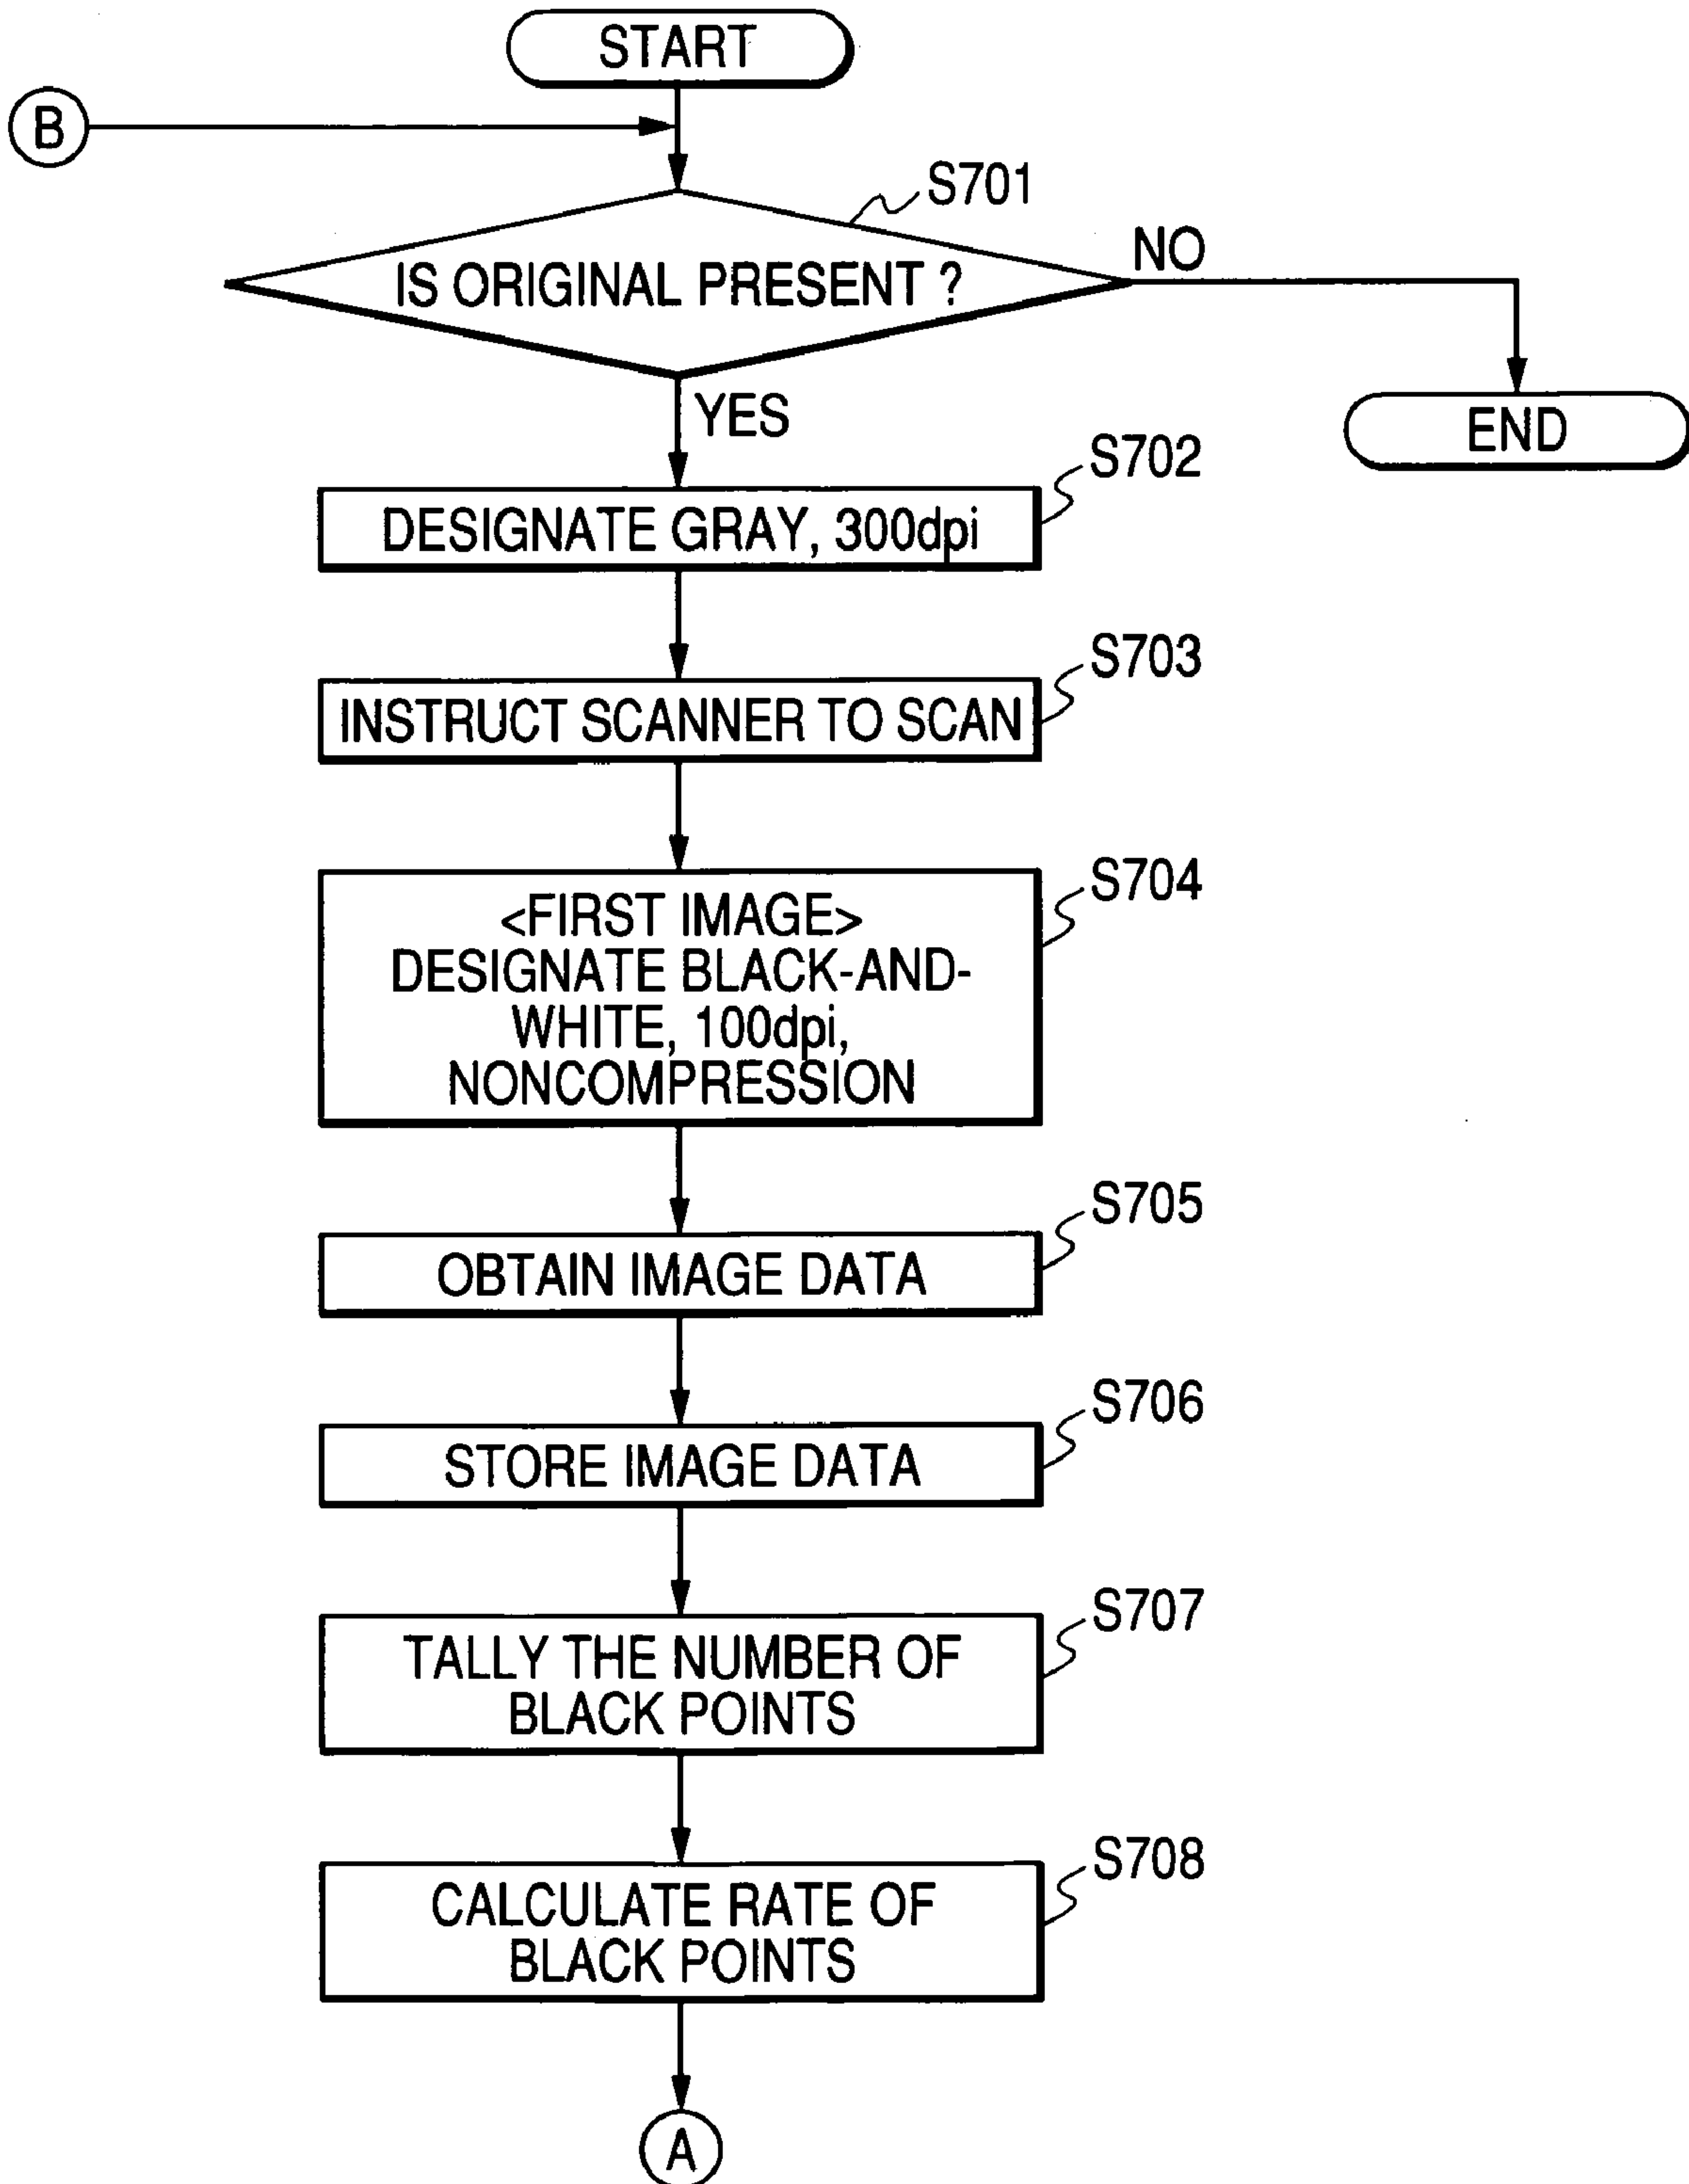 START
B
S701
IS ORIGINAL PRESENT ?
NO
YES
END
S702
DESIGNATE GRAY, 300dpi
S703
INSTRUCT SCANNER TO SCAN
S704
<FIRST IMAGE>
DESIGNATE BLACK-AND-
WHITE, 100dpi,
NONCOMPRESSION
S705
OBTAIN IMAGE DATA
S706
STORE IMAGE DATA
S707
TALLY THE NUMBER OF
BLACK POINTS
S708
CALCULATE RATE OF
BLACK POINTS
A